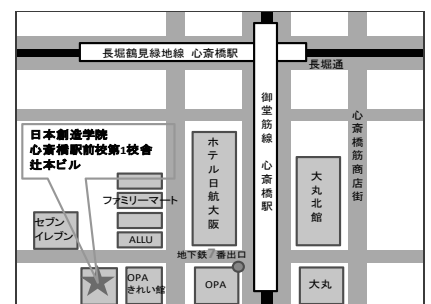 長堀鶴見緑地線 心斎橋駅
長堀通
御堂筋線 心斎橋駅
心斎橋筋商店街
日本創造学院
心斎橋駅前校第1校舎
辻本ビル
ホテル日航大阪
大丸北館
ファミリーマート
セブン
イレブン
ALLU
地下鉄7番出口
OPA
きれい館
OPA
大丸